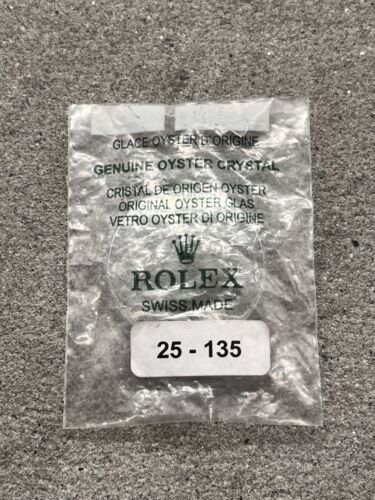 GLACE OYSTER D'ORIGINE
GENUINE OYSTER CRYSTAL
CRISTAL DE ORIGEN OYSTER
ORIGINAL OYSTER GLAS
VETRO OYSTER DI ORIGINE
ROLEX
SWISS MADE
25 - 135